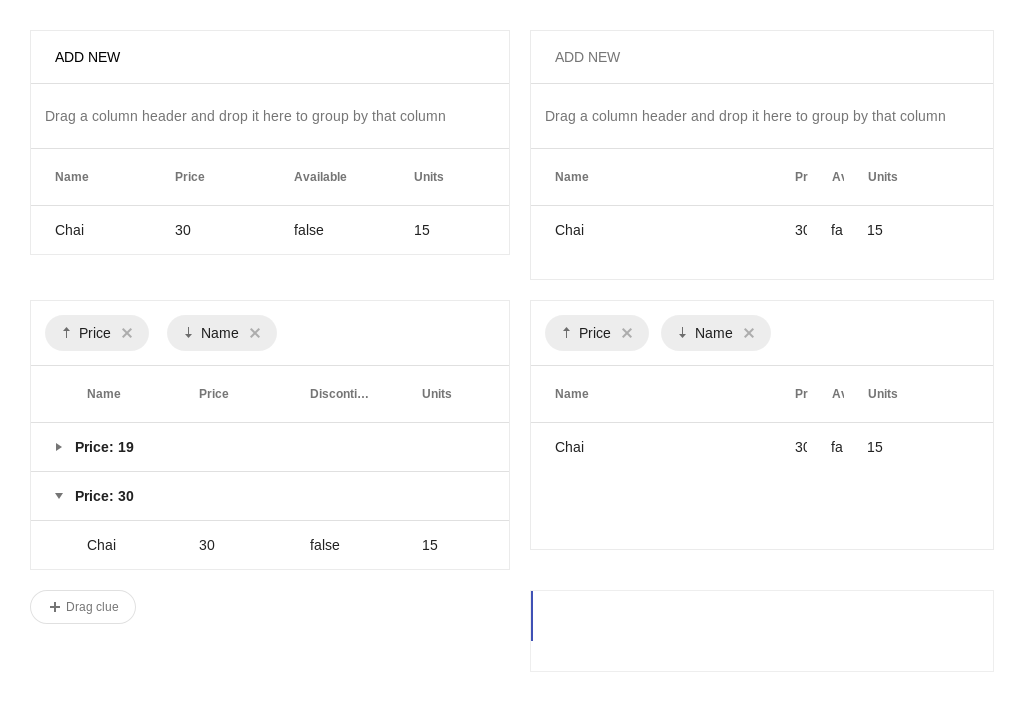 ADD NEW
Drag a column header and drop it here to group by that column
Name Price Available Units
Chai 30 false 15
ADD NEW
Drag a column header and drop it here to group by that column
Name Pr Av Units
Chai 30 fa 15
Price Name
Name Price Disconti... Units
Price: 19
Price: 30
Chai 30 false 15
Price Name
Name Pr Av Units
Chai 30 fa 15
Drag clue